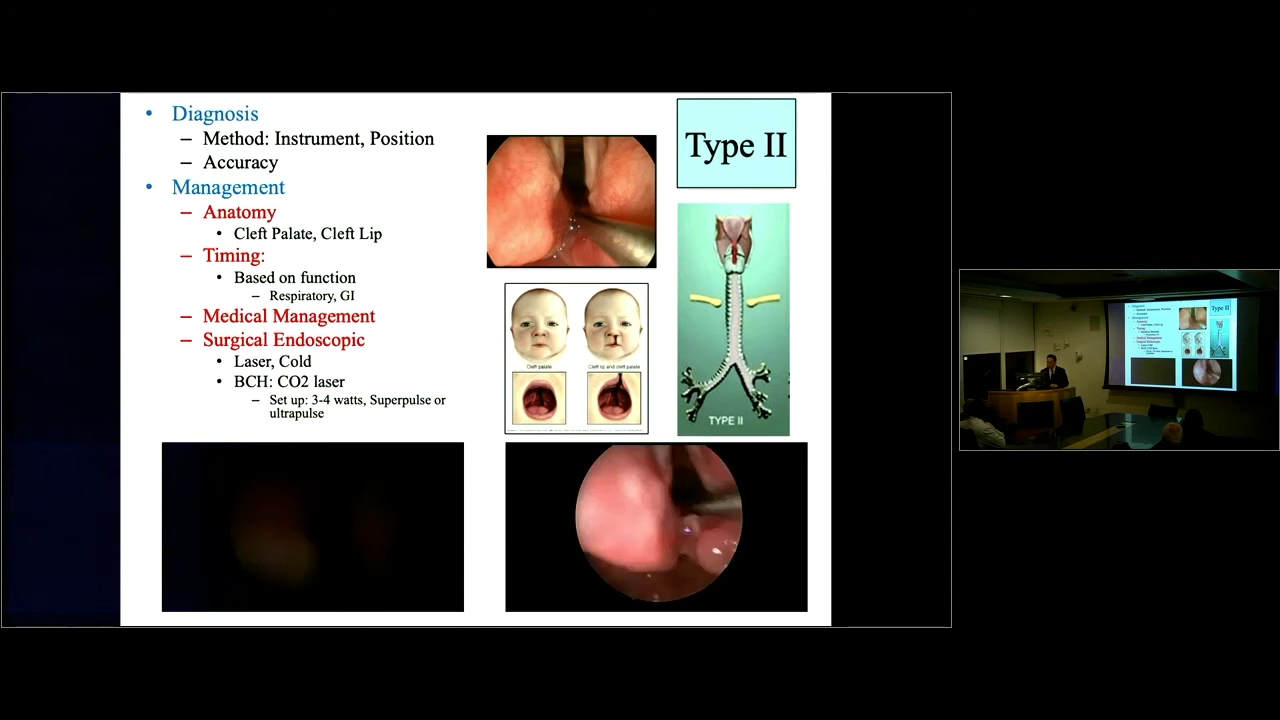 • Diagnosis
– Method: Instrument, Position
– Accuracy
• Management
– Anatomy
• Cleft Palate, Cleft Lip
– Timing:
• Based on function
– Respiratory, GI
– Medical Management
– Surgical Endoscopic
• Laser, Cold
• BCH: CO2 laser
– Set up: 3-4 watts, Superpulse or
ultrapulse
Type II
Cleft palate
Cleft lip and cleft palate
TYPE II
Type II